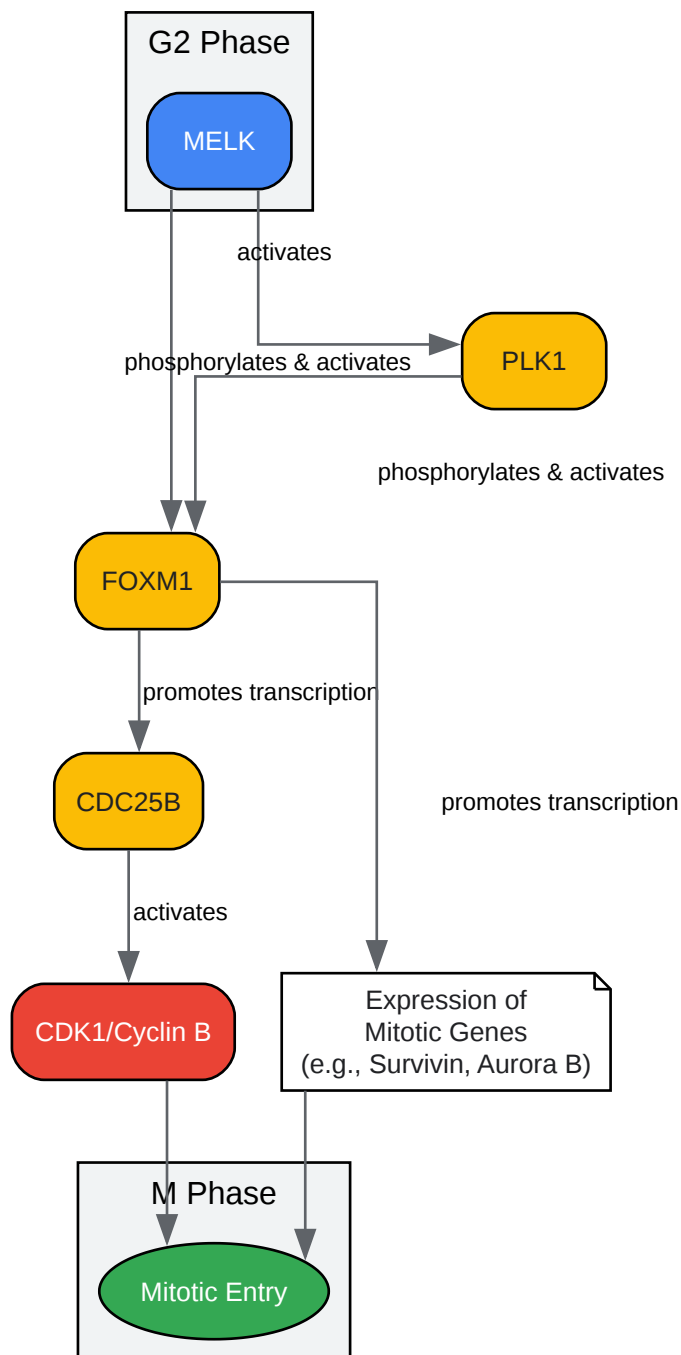 G2 Phase
MELK
activates
PLK1
phosphorylates & activates
phosphorylates & activates
FOXM1
promotes transcription
CDC25B
promotes transcription
activates
Expression of
Mitotic Genes
(e.g., Survivin, Aurora B)
CDK1/Cyclin B
M Phase
Mitotic Entry